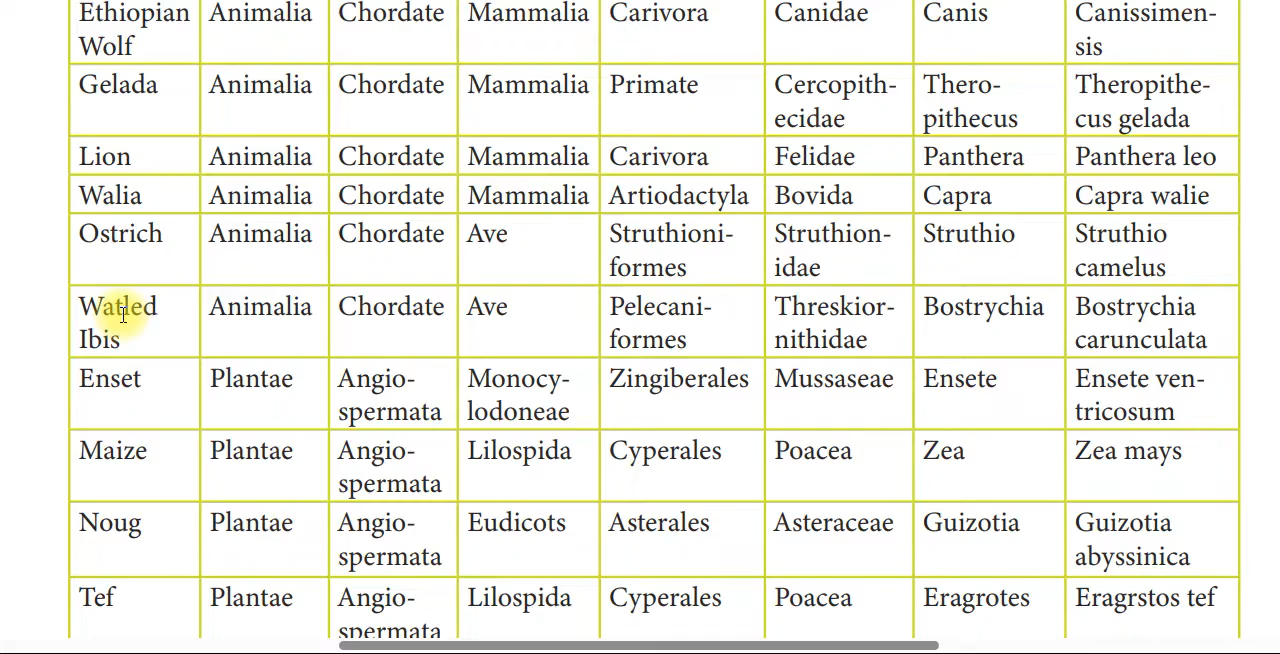 Ethiopian Animalia Chordate Mammalia Carivora Canidae Canis Canissimen-
Wolf sis
Gelada Animalia Chordate Mammalia Primate Cercopith- Thero- Theropithe-
ecidae pithecus cus gelada
Lion Animalia Chordate Mammalia Carivora Felidae Panthera Panthera leo
Walia Animalia Chordate Mammalia Artiodactyla Bovida Capra Capra walie
Ostrich Animalia Chordate Ave Struthioni- Struthion- Struthio Struthio
formes idae camelus
Watled Animalia Chordate Ave Pelecani- Threskior- Bostrychia Bostrychia
Ibis formes nithidae carunculata
Enset Plantae Angio- Monocy- Zingiberales Mussaseae Ensete Ensete ven-
spermata lodoneae tricosum
Maize Plantae Angio- Lilospida Cyperales Poacea Zea Zea mays
spermata
Noug Plantae Angio- Eudicots Asterales Asteraceae Guizotia Guizotia
spermata abyssinica
Tef Plantae Angio- Lilospida Cyperales Poacea Eragrotes Eragrstos tef
spermata